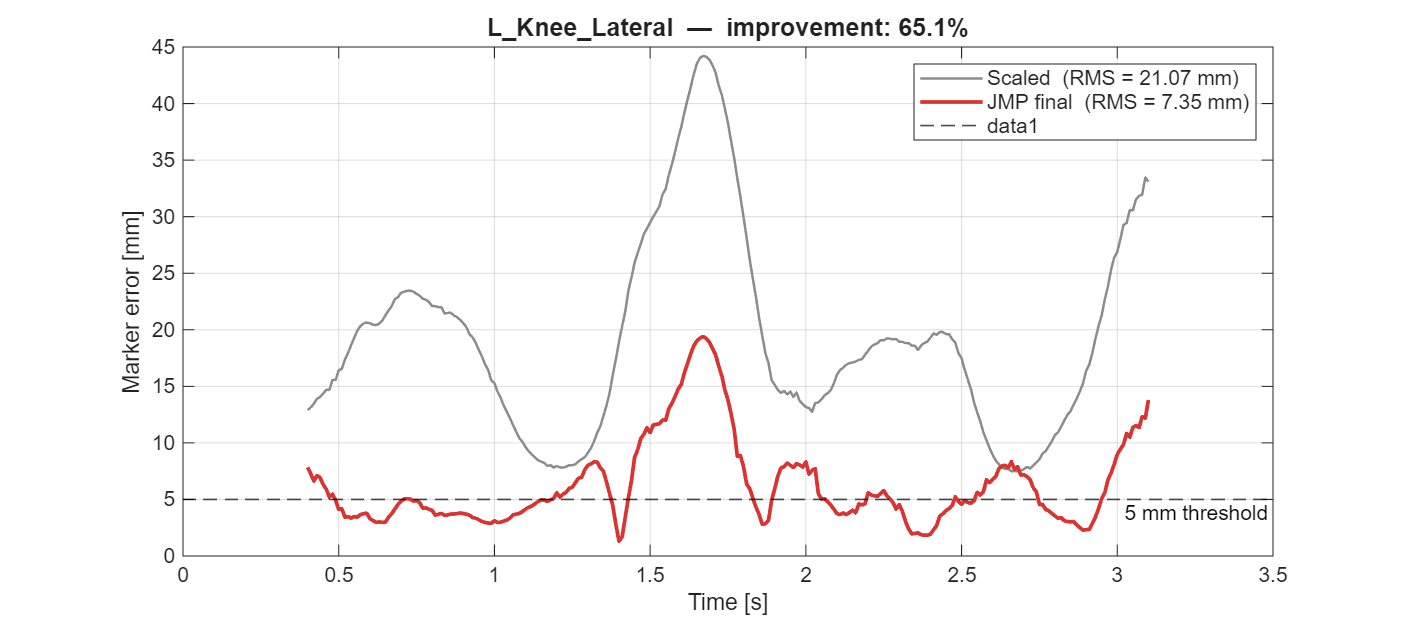 L_Knee_Lateral — improvement: 65.1%
Scaled (RMS = 21.07 mm)
JMP final (RMS = 7.35 mm)
data1
Marker error [mm]
45
40
35
30
25
20
15
10
5
0
5 mm threshold
0 0.5 1 1.5 2 2.5 3 3.5
Time [s]